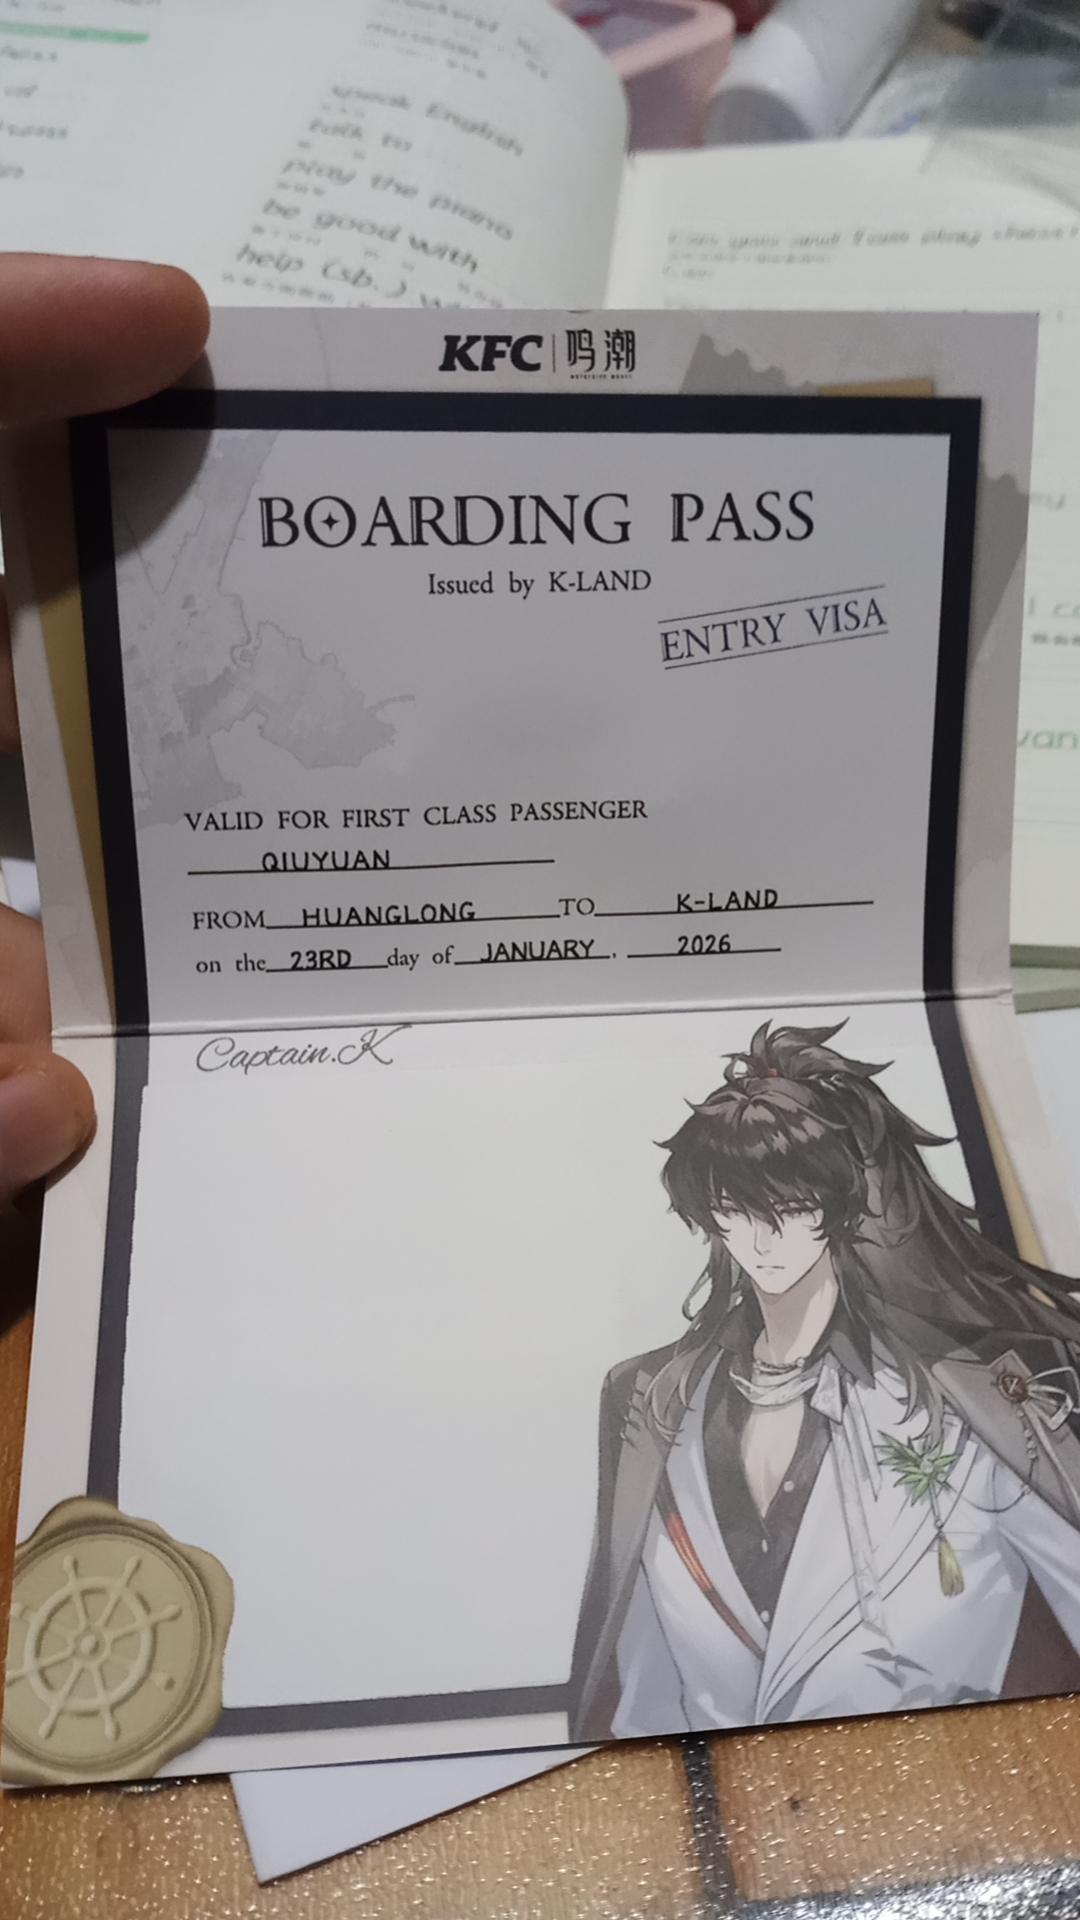 speak English
talk to
play the piano
be good with
help (sb.)
KFC | 鸣潮
WUTHERING WAVES
BOARDING PASS
Issued by K-LAND
ENTRY VISA
VALID FOR FIRST CLASS PASSENGER
QIUYUAN
FROM HUANGLONG TO K-LAND
on the 23RD day of JANUARY, 2026
Captain.K